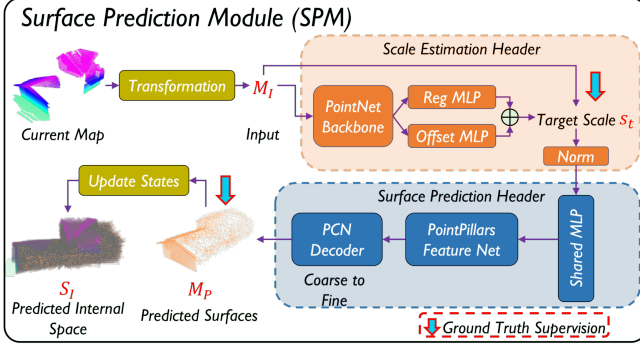 Surface Prediction Module (SPM)
Scale Estimation Header
Transformation
M_I
Current Map
Input
PointNet
Backbone
Reg MLP
Offset MLP
Target Scale s_t
Norm
Update States
Surface Prediction Header
PCN
Decoder
PointPillars
Feature Net
Shared MLP
Coarse to
Fine
S_I
Predicted Internal
Space
M_P
Predicted Surfaces
Ground Truth Supervision